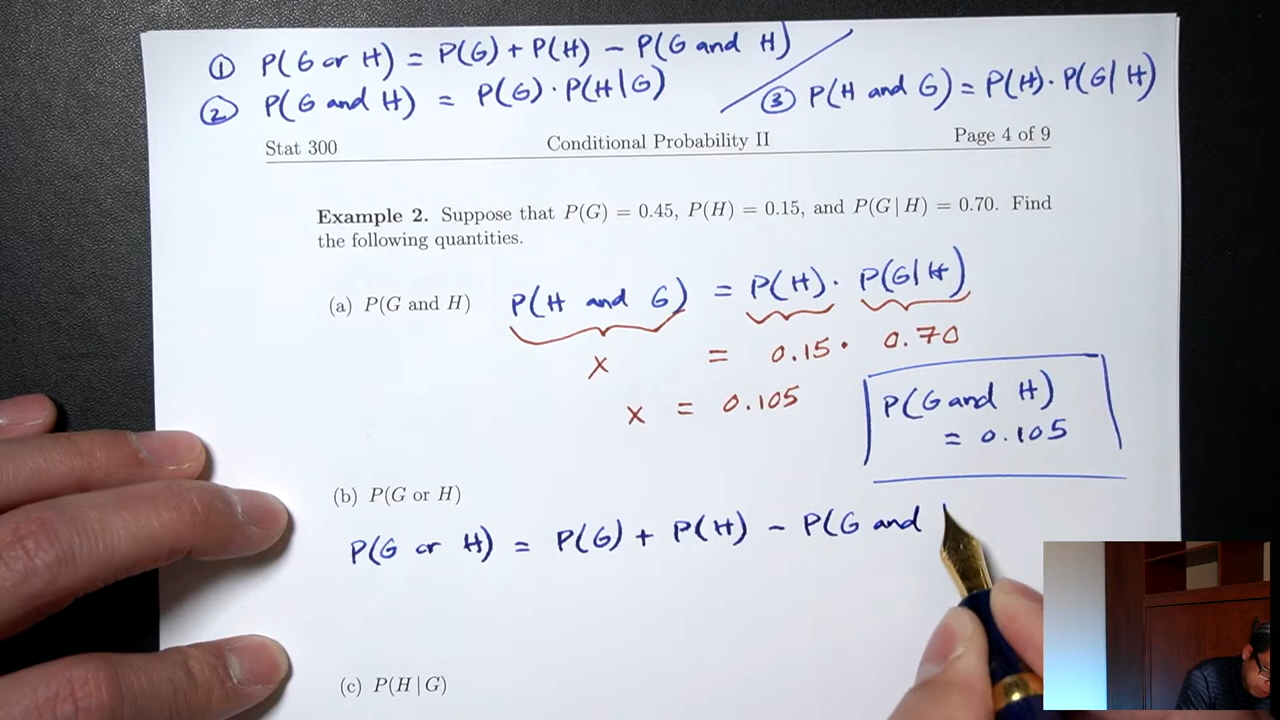 ① P(G or H) = P(G) + P(H) - P(G and H)
② P(G and H) = P(G) · P(H|G)
③ P(H and G) = P(H) · P(G|H)
Stat 300 Conditional Probability II Page 4 of 9
Example 2. Suppose that P(G) = 0.45, P(H) = 0.15, and P(G | H) = 0.70. Find
the following quantities.
(a) P(G and H) P(H and G) = P(H) · P(G|H)
x = 0.15 · 0.70
x = 0.105
P(G and H)
= 0.105
(b) P(G or H)
P(G or H) = P(G) + P(H) - P(G and
(c) P(H | G)